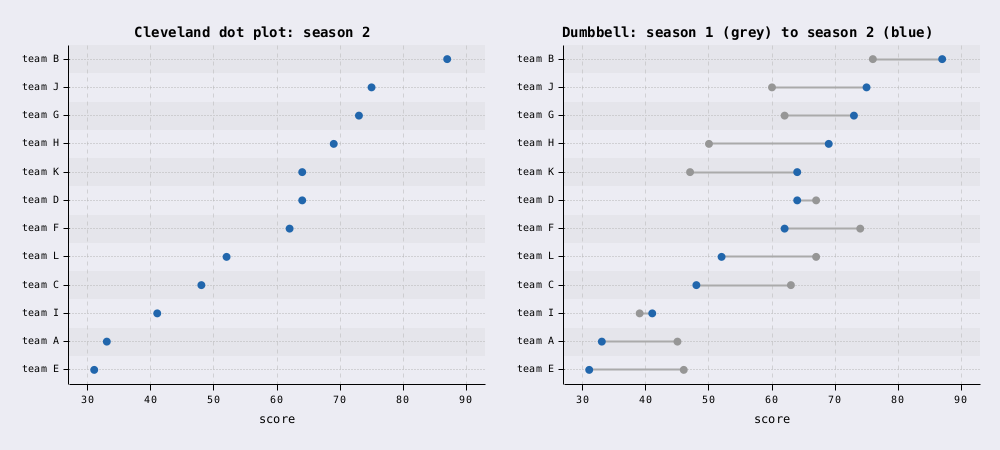 Cleveland dot plot: season 2
team B
team J
team G
team H
team K
team D
team F
team L
team C
team I
team A
team E
30 40 50 60 70 80 90
score
Dumbbell: season 1 (grey) to season 2 (blue)
team B
team J
team G
team H
team K
team D
team F
team L
team C
team I
team A
team E
30 40 50 60 70 80 90
score